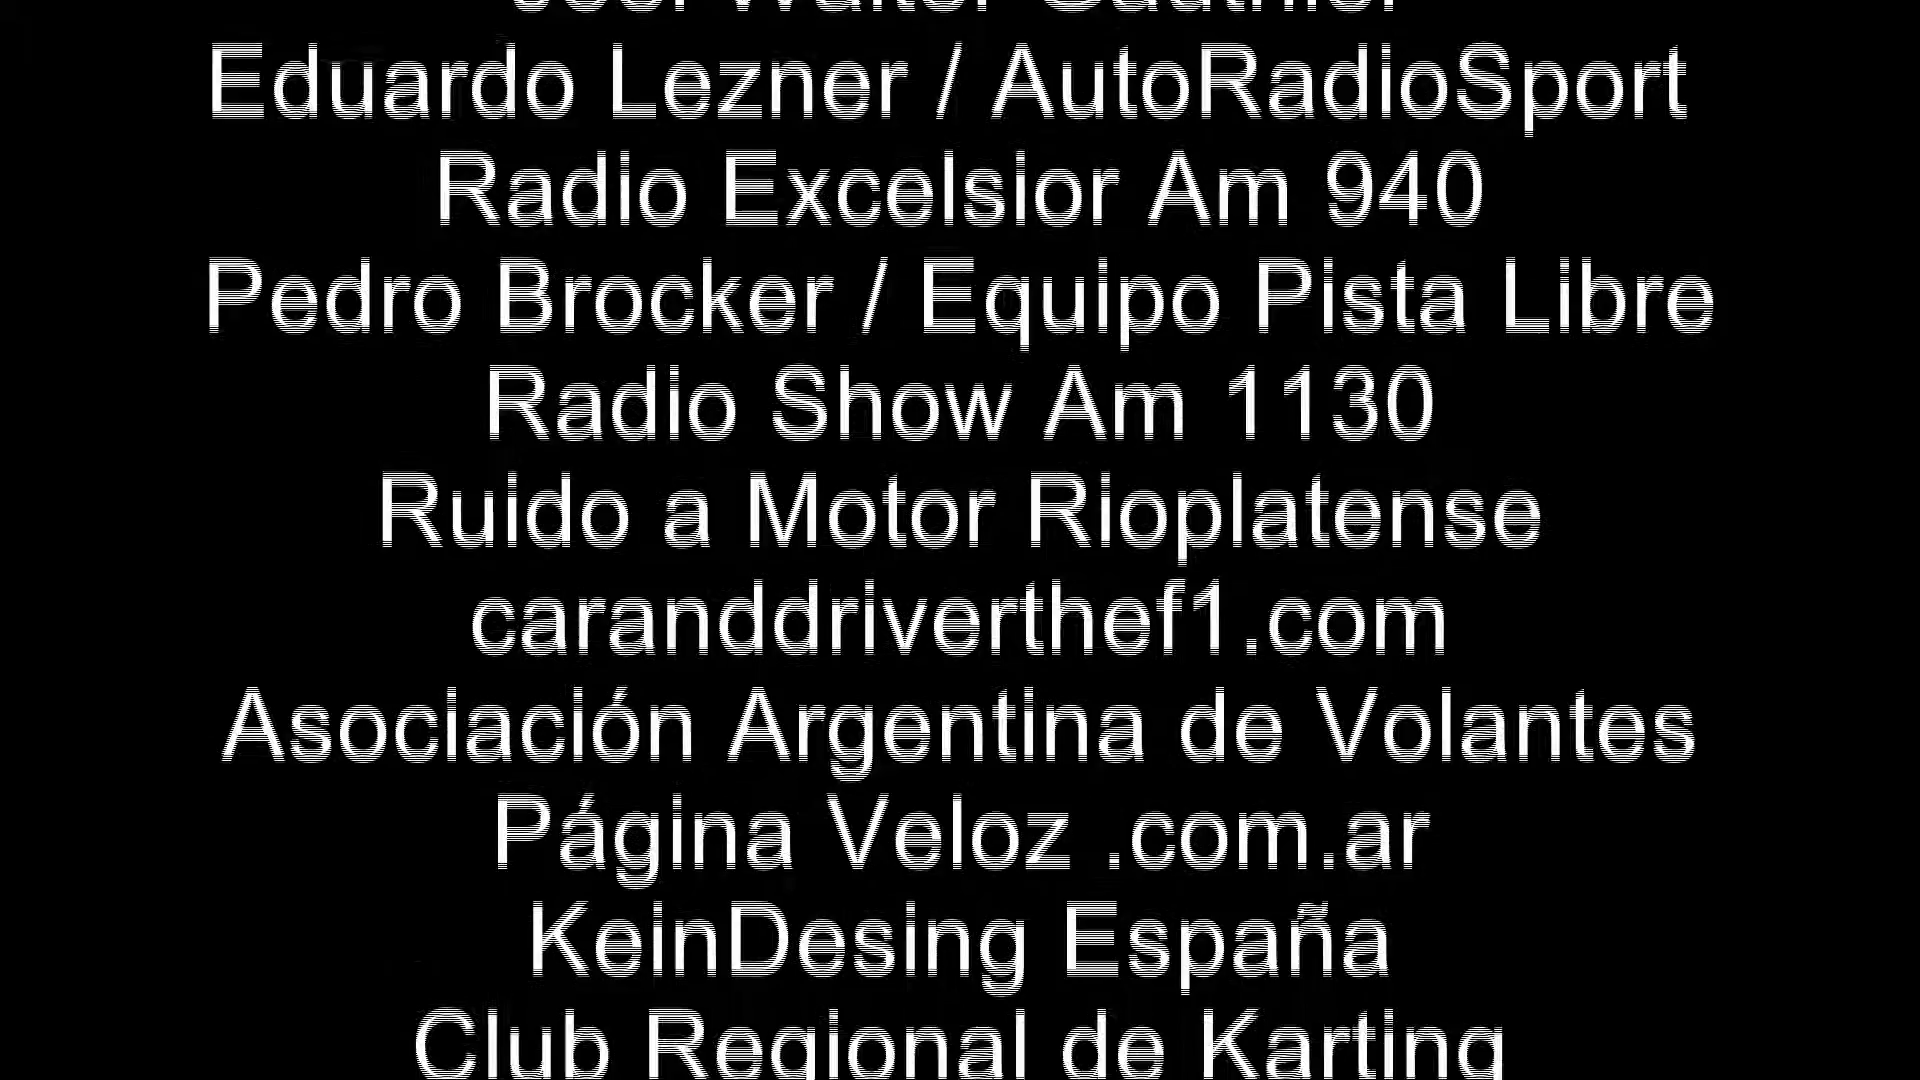 Eduardo Lezner / AutoRadioSport
Radio Excelsior Am 940
Pedro Brocker / Equipo Pista Libre
Radio Show Am 1130
Ruido a Motor Rioplatense
caranddriverthef1.com
Asociación Argentina de Volantes
Página Veloz .com.ar
KeinDesing España
Club Regional de Karting